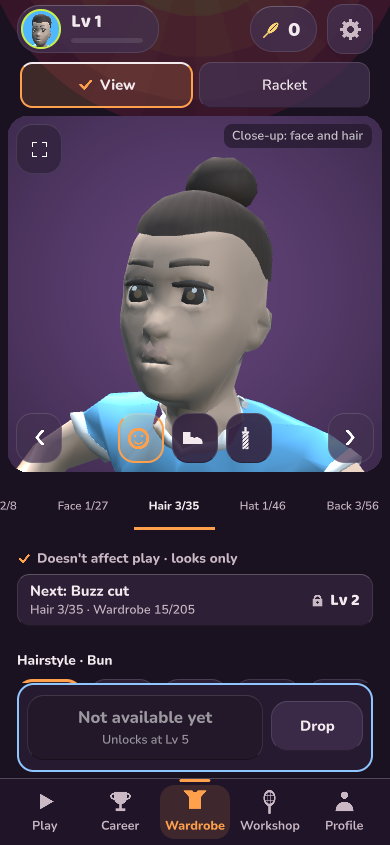 Lv 1
0
View
Racket
Close-up: face and hair
2/8
Face 1/27
Hair 3/35
Hat 1/46
Back 3/56
Doesn't affect play · looks only
Next: Buzz cut
Hair 3/35 · Wardrobe 15/205
Lv 2
Hairstyle · Bun
Not available yet
Unlocks at Lv 5
Drop
Play
Career
Wardrobe
Workshop
Profile